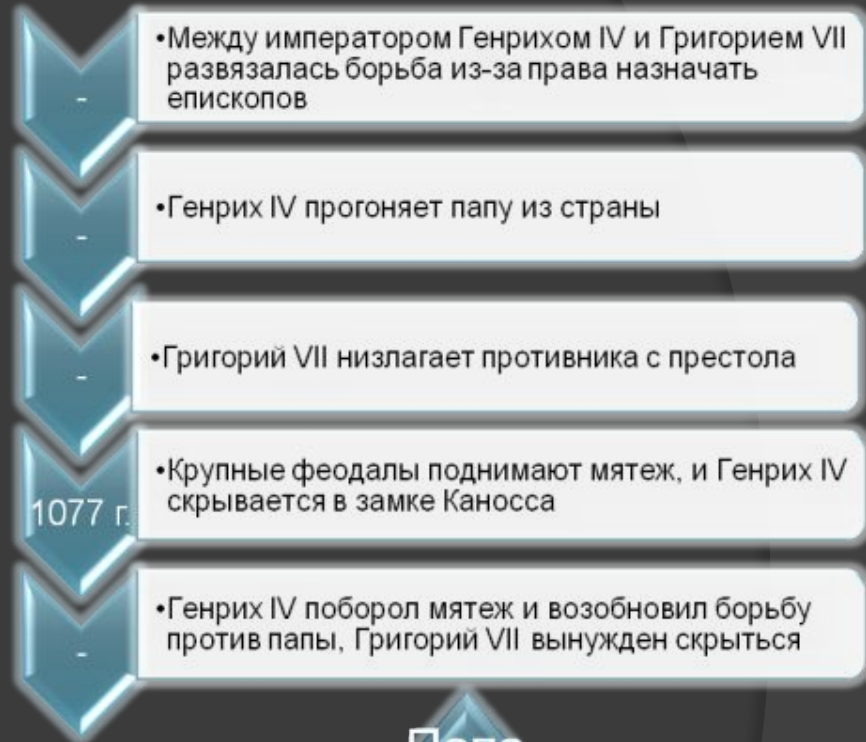 -
•Между императором Генрихом IV и Григорием VII
развязалась борьба из-за права назначать
епископов
-
•Генрих IV прогоняет папу из страны
-
•Григорий VII низлагает противника с престола
1077 г.
•Крупные феодалы поднимают мятеж, и Генрих IV
скрывается в замке Каносса
-
•Генрих IV поборол мятеж и возобновил борьбу
против папы, Григорий VII вынужден скрыться